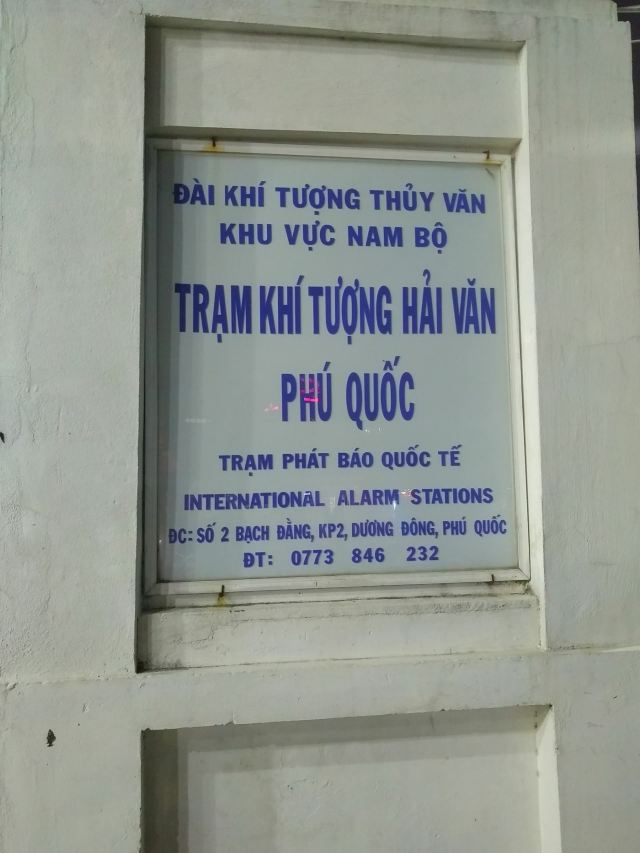 ĐÀI KHÍ TƯỢNG THỦY VĂN
KHU VỰC NAM BỘ
TRẠM KHÍ TƯỢNG HẢI VĂN
PHÚ QUỐC
TRẠM PHÁT BÁO QUỐC TẾ
INTERNATIONAL ALARM STATIONS
ĐC: SỐ 2 BẠCH ĐẰNG, KP2, DƯƠNG ĐÔNG, PHÚ QUỐC
ĐT: 0773 846 232